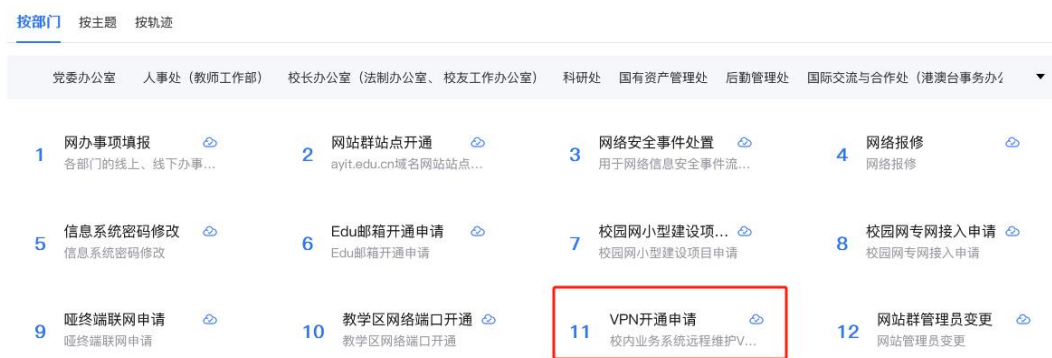 按部门 按主题 按轨迹
党委办公室 人事处（教师工作部） 校长办公室（法制办公室、校友工作办公室） 科研处 国有资产管理处 后勤管理处 国际交流与合作处（港澳台事务办
1 网办事项填报 2 网站群站点开通 3 网络安全事件处置 4 网络报修
各部门的线上、线下办事... ayit.edu.cn域名网站站点... 用于网络信息安全事件流... 网络报修
5 信息系统密码修改 6 Edu邮箱开通申请 7 校园网小型建设项... 8 校园网专网接入申请
信息系统密码修改 Edu邮箱开通申请 校园网小型建设项目申请 校园网专网接入申请
9 哑终端联网申请 10 教学区网络端口开通 11 VPN开通申请 12 网站群管理员变更
哑终端联网申请 教学区网络端口开通 校内业务系统远程维护V... 网站管理员变更